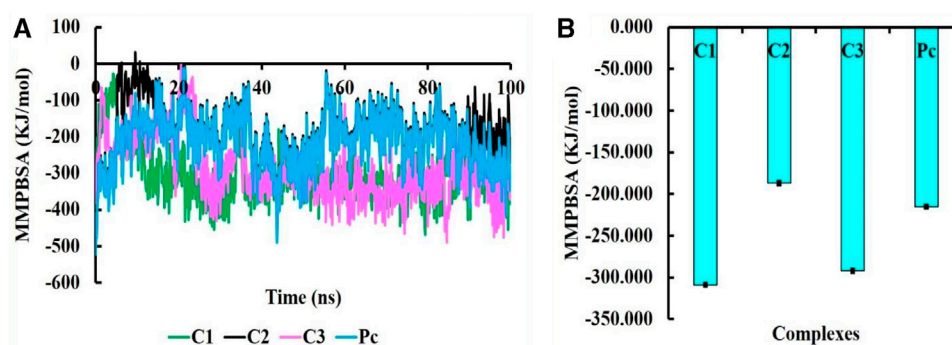 A
MMPBSA (KJ/mol)
0
-100
-200
-300
-400
-500
-600
0 20 40 60 80 100
Time (ns)
C1 C2 C3 Pc
B
MMPBSA (KJ/mol)
0.000
-50.000
-100.000
-150.000
-200.000
-250.000
-300.000
-350.000
C1 C2 C3 Pc
Complexes